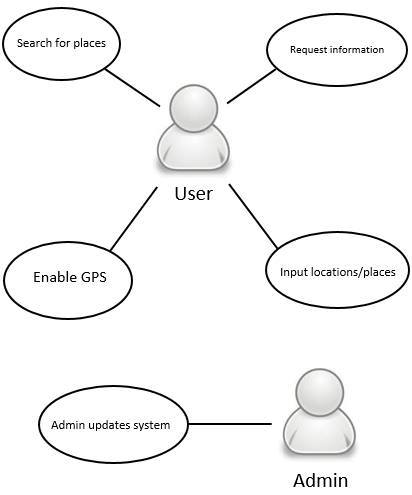 Search for places
Request information
User
Enable GPS
Input locations/places
Admin updates system
Admin